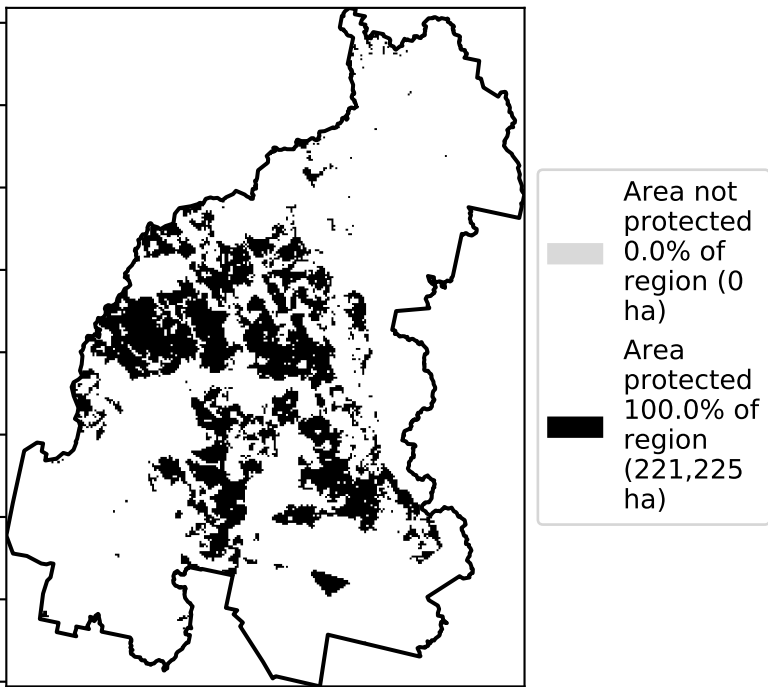 Area not
protected
0.0% of
region (0
ha)
Area
protected
100.0% of
region
(221,225
ha)